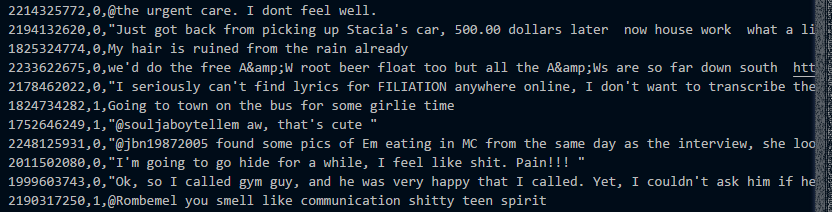 2214325772,0,@the urgent care. I dont feel well.
2194132620,0,"Just got back from picking up Stacia's car, 500.00 dollars later  now house work  what a li
1825324774,0,My hair is ruined from the rain already
2233622675,0,we'd do the free A&amp;W root beer float too but all the A&amp;Ws are so far down south  htt
2178462022,0,"I seriously can't find lyrics for FILIATION anywhere online, I don't want to transcribe the
1824734282,1,Going to town on the bus for some girlie time
1752646249,1,"@souljaboytellem aw, that's cute "
2248125931,0,"@jbn19872005 found some pics of Em eating in MC from the same day as the interview, she loo
2011502080,0,"I'm going to go hide for a while, I feel like shit. Pain!!! "
1999603743,0,"Ok, so I called gym guy, and he was very happy that I called. Yet, I couldn't ask him if he
2190317250,1,@Rombemel you smell like communication shitty teen spirit